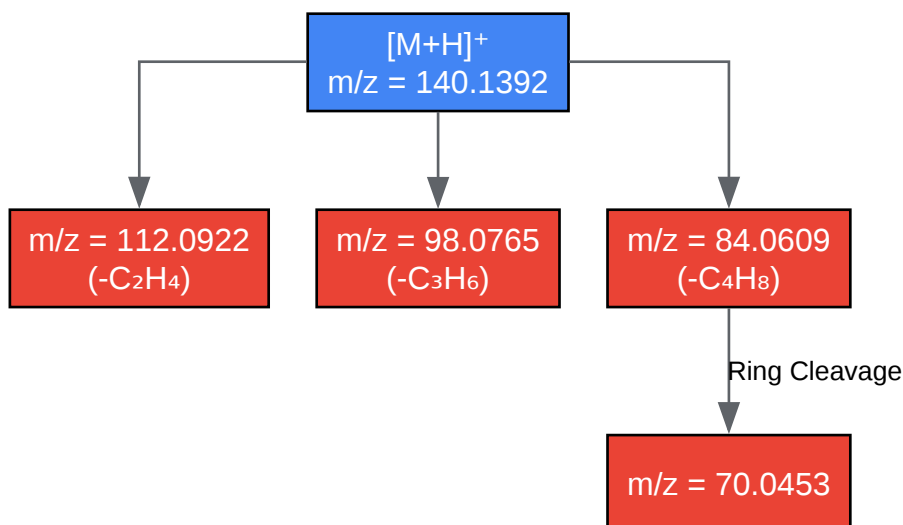 [M+H]⁺
m/z = 140.1392
m/z = 112.0922
(-C₂H₄)
m/z = 98.0765
(-C₃H₆)
m/z = 84.0609
(-C₄H₈)
Ring Cleavage
m/z = 70.0453